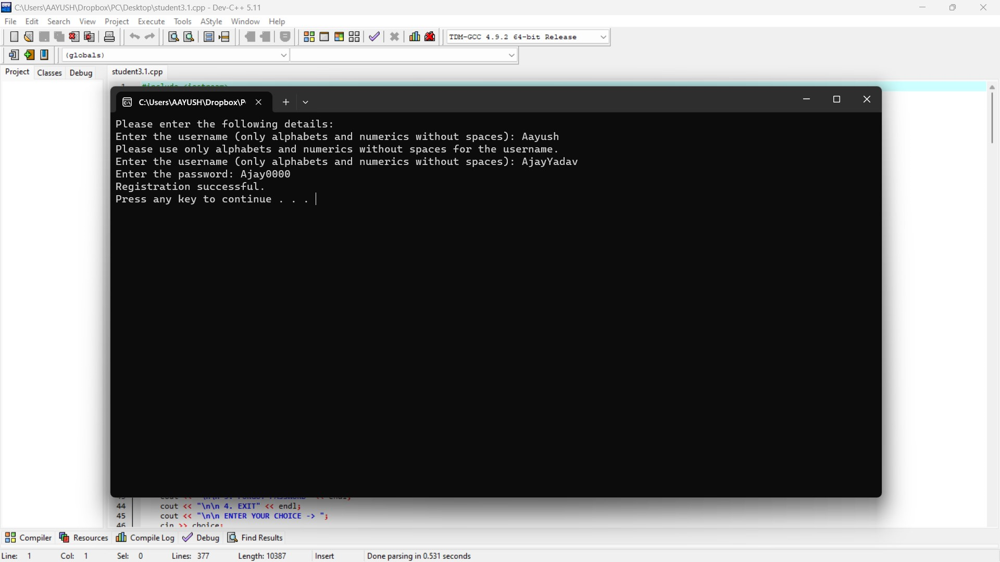 C:\Users\AAYUSH\Dropbox\PC\Desktop\student3.1.cpp - Dev-C++ 5.11
File Edit Search View Project Execute Tools AStyle Window Help
TDM-GCC 4.9.2 64-bit Release
(globals)
Project Classes Debug student3.1.cpp
1 #include <iostream>
C:\Users\AAYUSH\Dropbox\P
Please enter the following details:
Enter the username (only alphabets and numerics without spaces): Aayush
Please use only alphabets and numerics without spaces for the username.
Enter the username (only alphabets and numerics without spaces): AjayYadav
Enter the password: Ajay0000
Registration successful.
Press any key to continue . . .
44 cout << "\n\n 4. EXIT" << endl;
45 cout << "\n\n ENTER YOUR CHOICE -> ";
46 cin >> choice;
Compiler Resources Compile Log Debug Find Results
Line: 1 Col: 1 Sel: 0 Lines: 377 Length: 10387 Insert Done parsing in 0.531 seconds